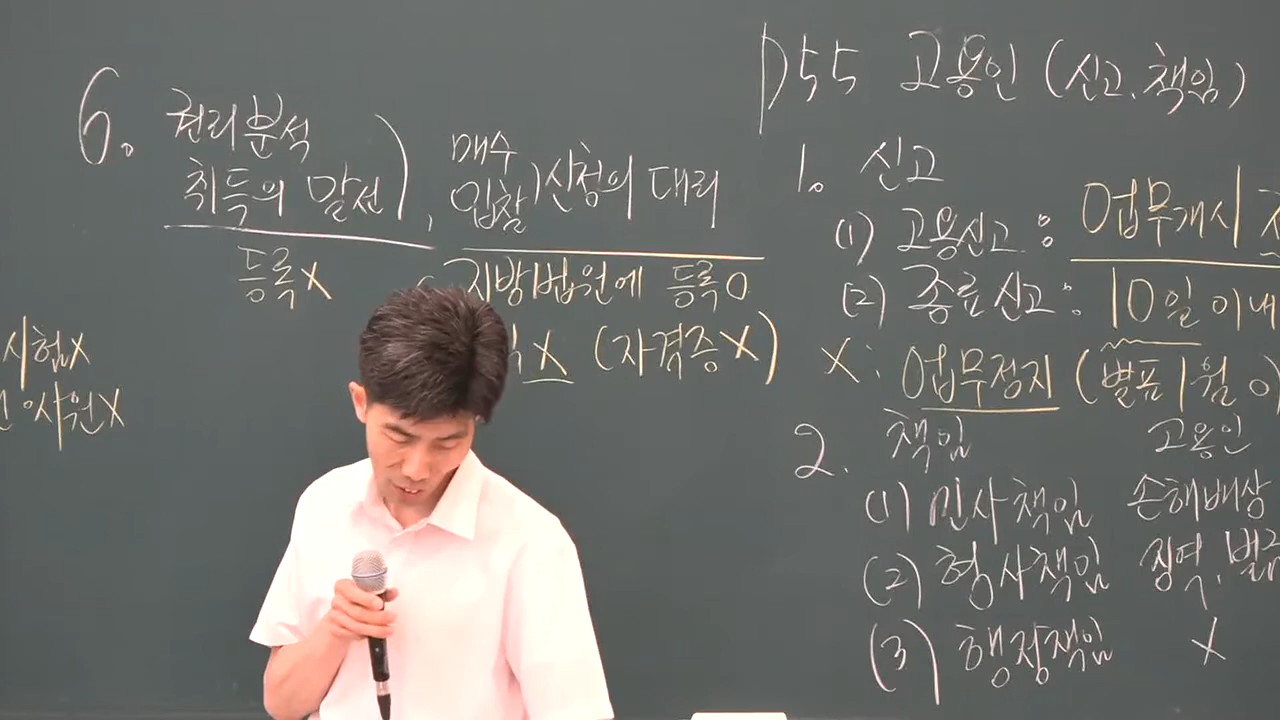 시험X
사원X
6. 권리분석
취득의 알선), 매수
입찰)신청의 대리
등록X
지방법원에 등록O
X (자격증X)
P55 고용인 (신고, 책임)
1. 신고
(1) 고용신고 : 업무개시
(2) 종료신고 : 10일 이내
X : 업무정지 (별표1 월
2. 책임 고용인
(1) 민사책임 손해배상
(2) 형사책임 징역, 벌
(3) 행정책임 X